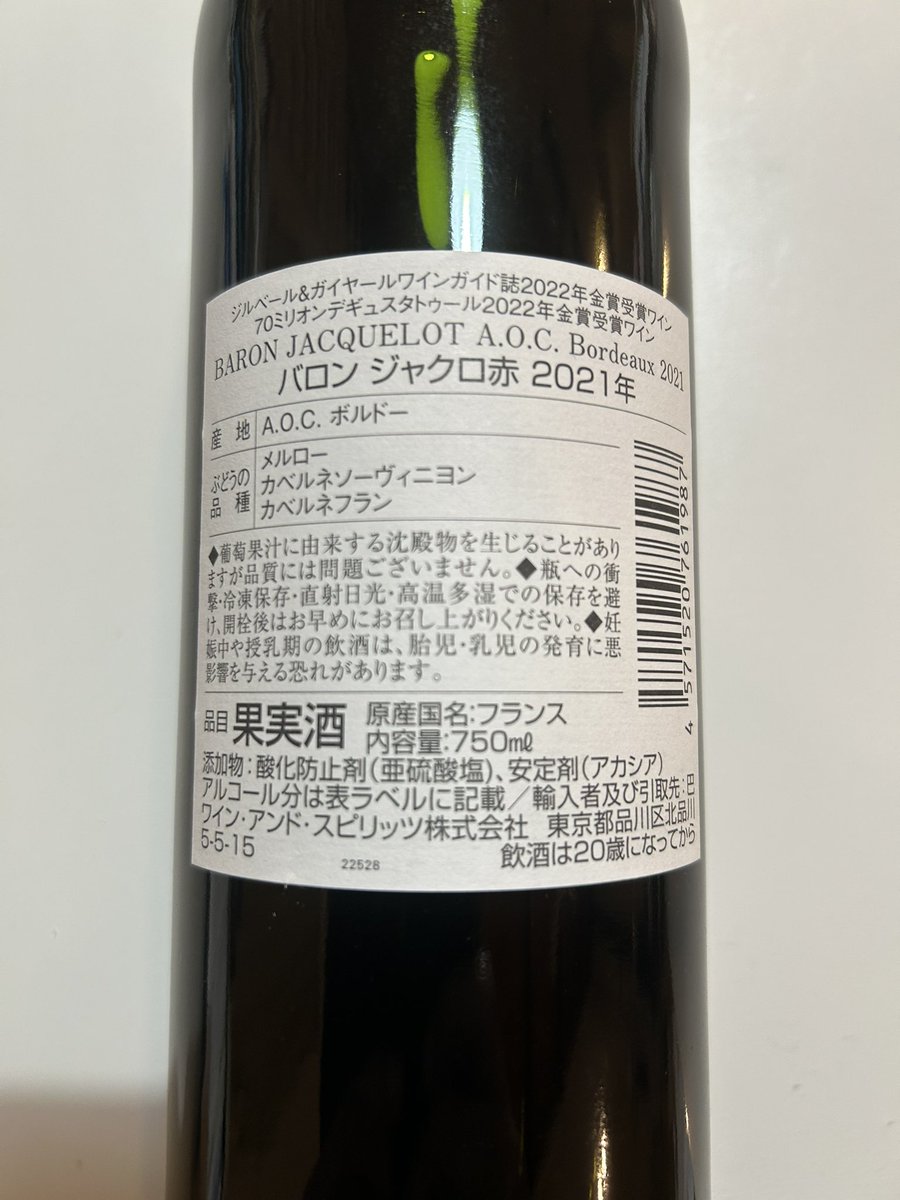 ジルベール&ガイヤールワインガイド誌2022年金賞受賞ワイン
70ミリオンデギュスタトゥール2022年金賞受賞ワイン
BARON JACQUELOT A.O.C. Bordeaux 2021
バロン ジャクロ赤 2021年
産 地 A.O.C. ボルドー
ぶどうの品種 メルロー
カベルネソーヴィニヨン
カベルネフラン
◆葡萄果汁に由来する沈殿物を生じることがあり
ますが品質には問題ございません。◆瓶への衝
撃・冷凍保存・直射日光・高温多湿での保存を避
け、開栓後はお早めにお召し上がりください。◆妊
娠中や授乳期の飲酒は、胎児・乳児の発育に悪
影響を与える恐れがあります。
4 571520 761987
品目 果実酒 原産国名:フランス
内容量:750㎖
添加物:酸化防止剤(亜硫酸塩)、安定剤(アカシア)
アルコール分は表ラベルに記載/輸入者及び引取先:巴
ワイン・アンド・スピリッツ株式会社 東京都品川区北品川
5-5-15 22528 飲酒は20歳になってから